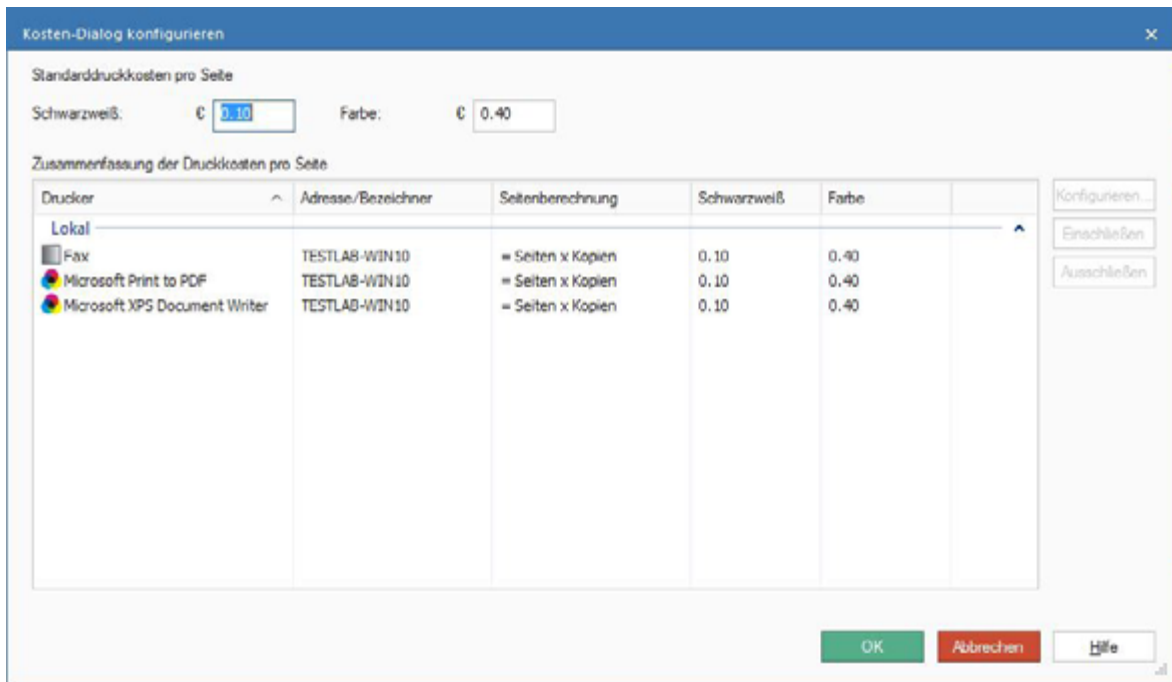 Kosten-Dialog konfigurieren
Standarddruckkosten pro Seite
Schwarzweiß: € 0.10 Farbe: € 0.40
Zusammenfassung der Druckkosten pro Seite
Drucker Adresse/Bezeichner Seitenberechnung Schwarzweiß Farbe
Konfigurieren...
Lokal
Einschließen
Fax TESTLAB-WIN10 = Seiten x Kopien 0.10 0.40
Ausschließen
Microsoft Print to PDF TESTLAB-WIN10 = Seiten x Kopien 0.10 0.40
Microsoft XPS Document Writer TESTLAB-WIN10 = Seiten x Kopien 0.10 0.40
OK Abbrechen Hilfe